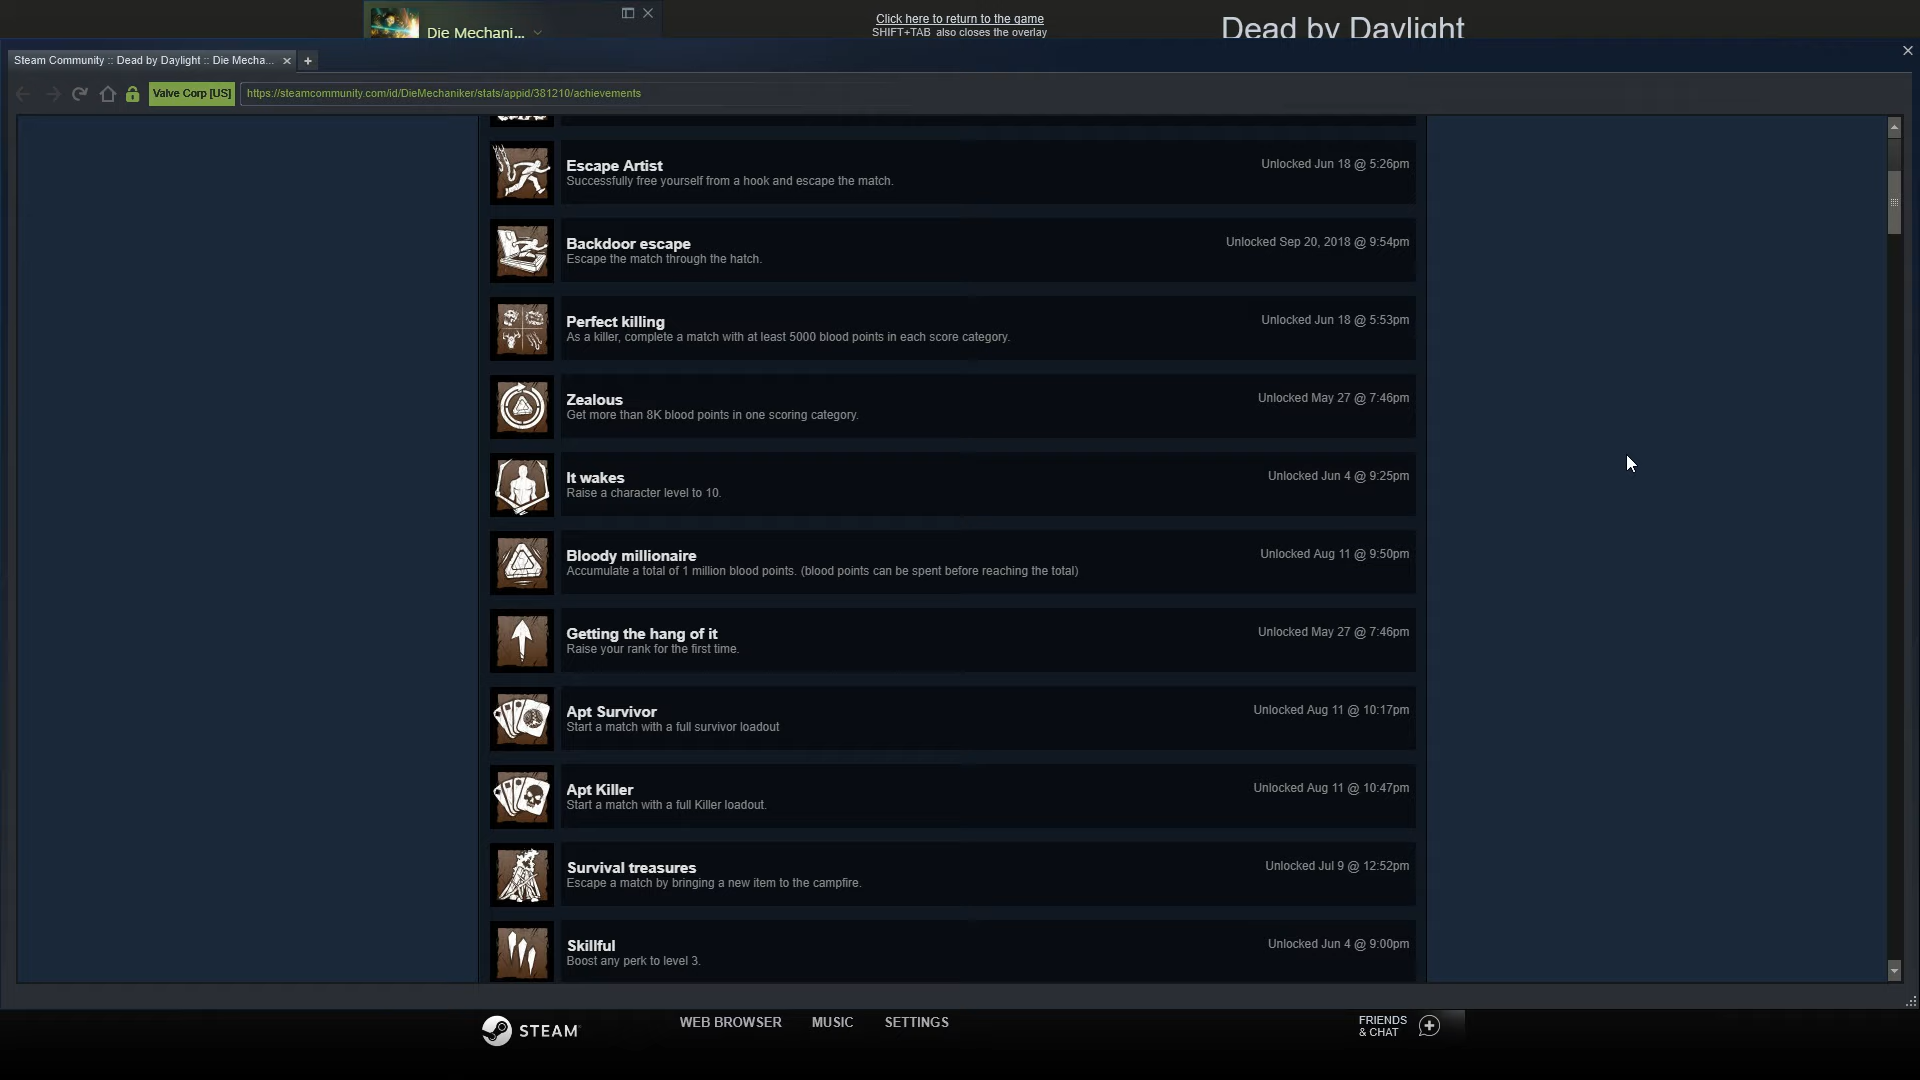 Die Mechani...
Click here to return to the game
SHIFT+TAB also closes the overlay
Dead by Daylight
Steam Community :: Dead by Daylight :: Die Mecha...
Valve Corp [US]
https://steamcommunity.com/id/DieMechaniker/stats/appid/381210/achievements
Escape Artist
Unlocked Jun 18 @ 5:26pm
Successfully free yourself from a hook and escape the match.
Backdoor escape
Unlocked Sep 20, 2018 @ 9:54pm
Escape the match through the hatch.
Perfect killing
Unlocked Jun 18 @ 5:53pm
As a killer, complete a match with at least 5000 blood points in each score category.
Zealous
Unlocked May 27 @ 7:46pm
Get more than 8K blood points in one scoring category.
It wakes
Unlocked Jun 4 @ 9:25pm
Raise a character level to 10.
Bloody millionaire
Unlocked Aug 11 @ 9:50pm
Accumulate a total of 1 million blood points. (blood points can be spent before reaching the total)
Getting the hang of it
Unlocked May 27 @ 7:46pm
Raise your rank for the first time.
Apt Survivor
Unlocked Aug 11 @ 10:17pm
Start a match with a full survivor loadout
Apt Killer
Unlocked Aug 11 @ 10:47pm
Start a match with a full Killer loadout.
Survival treasures
Unlocked Jul 9 @ 12:52pm
Escape a match by bringing a new item to the campfire.
Skillful
Unlocked Jun 4 @ 9:00pm
Boost any perk to level 3.
STEAM
WEB BROWSER
MUSIC
SETTINGS
FRIENDS
& CHAT